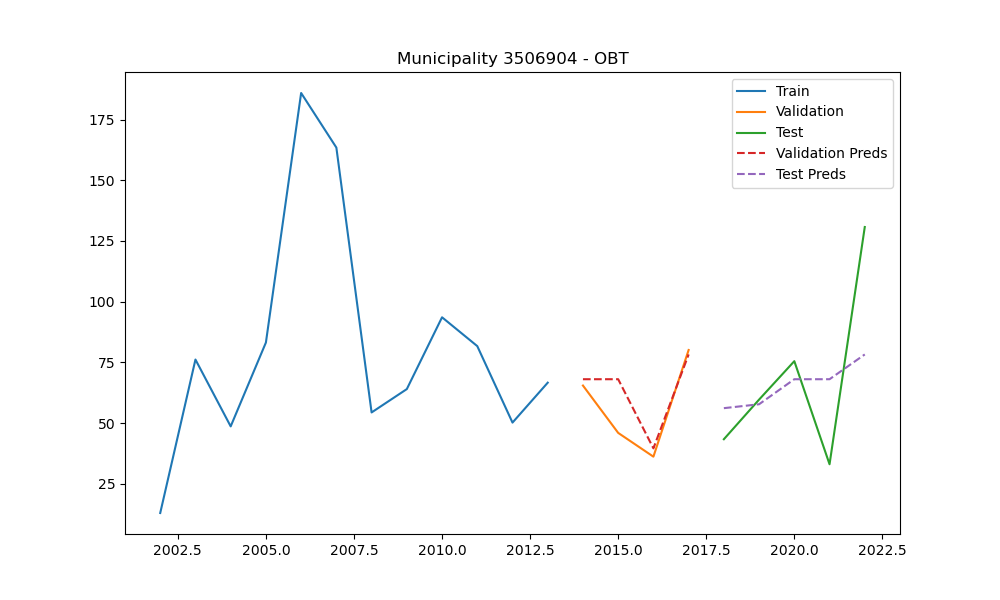 Municipality 3506904 - OBT
Train
Validation
Test
Validation Preds
Test Preds
175
150
125
100
75
50
25
2002.5 2005.0 2007.5 2010.0 2012.5 2015.0 2017.5 2020.0 2022.5